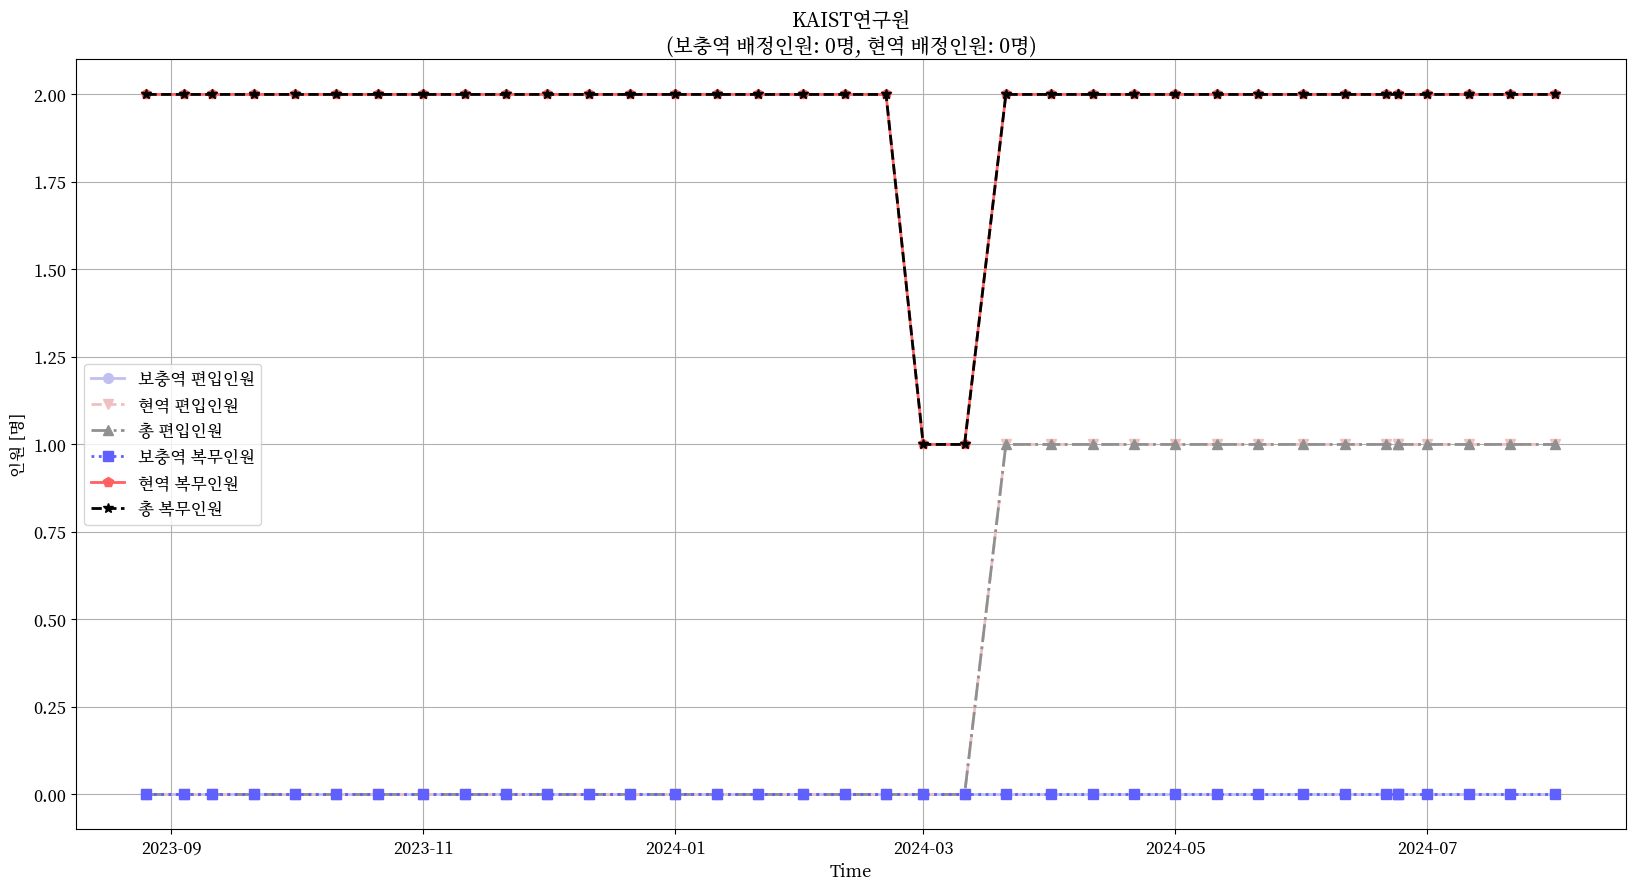 KAIST연구원
(보충역 배정인원: 0명, 현역 배정인원: 0명)
인원 [명]
2.00
1.75
1.50
1.25
1.00
0.75
0.50
0.25
0.00
보충역 편입인원
현역 편입인원
총 편입인원
보충역 복무인원
현역 복무인원
총 복무인원
2023-09
2023-11
2024-01
2024-03
2024-05
2024-07
Time